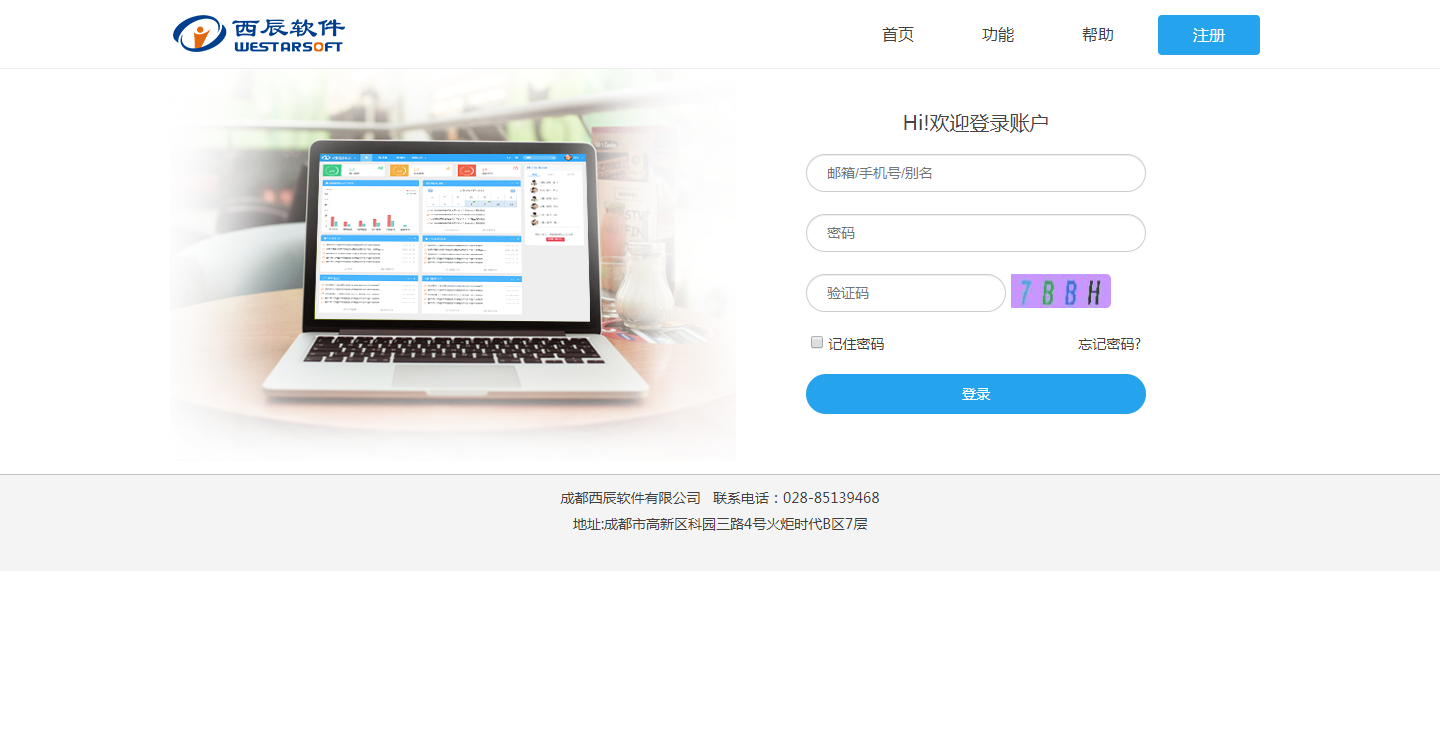 西辰软件
WESTARSOFT
首页
功能
帮助
注册
Hi!欢迎登录账户
邮箱/手机号/别名
密码
验证码
7BBH
记住密码
忘记密码?
登录
成都西辰软件有限公司 联系电话：028-85139468
地址:成都市高新区科园三路4号火炬时代B区7层